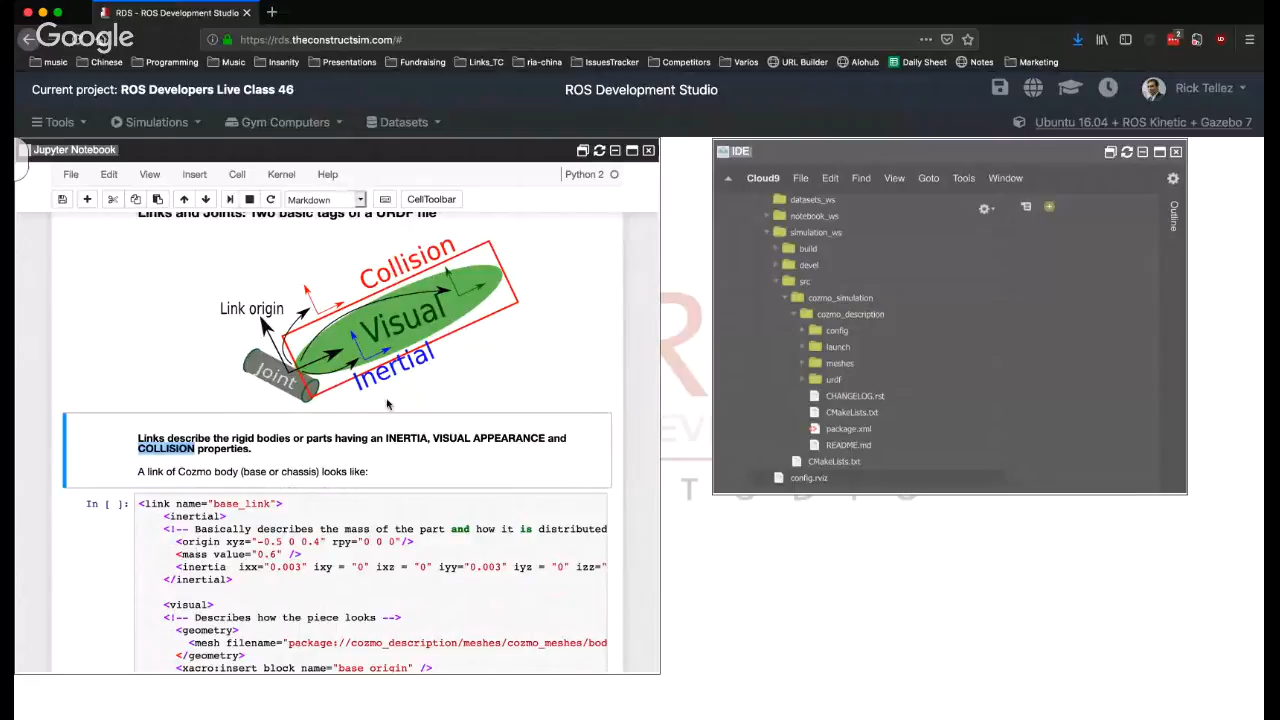 RDS - ROS Development Studio
Google
https://rds.theconstructsim.com/#
2
music Chinese Programming Music Insanity Presentations Fundraising Links_TC ria-china IssuesTracker Competitors Varios URL Builder Alohub Daily Sheet Notes Marketing
Current project: ROS Developers Live Class 46
ROS Development Studio
Rick Tellez
Tools Simulations Gym Computers Datasets
Ubuntu 16.04 + ROS Kinetic + Gazebo 7
Jupyter Notebook
File Edit View Insert Cell Kernel Help
Python 2
Markdown
CellToolbar
Links and Joints: Two basic tags of a URDF file
Collision
Link origin
Visual
Joint
Inertial
Links describe the rigid bodies or parts having an INERTIA, VISUAL APPEARANCE and
COLLISION properties.
A link of Cozmo body (base or chassis) looks like:
In [ ]:
<link name="base_link">
<inertial>
<!-- Basically describes the mass of the part and how it is distributed
<origin xyz="-0.5 0 0.4" rpy="0 0 0"/>
<mass value="0.6" />
<inertia ixx="0.003" ixy = "0" ixz = "0" iyy="0.003" iyz = "0" izz="
</inertial>
<visual>
<!-- Describes how the piece looks -->
<geometry>
<mesh filename="package://cozmo_description/meshes/cozmo_meshes/bod
</geometry>
<xacro:insert_block name="base_origin" />
IDE
Cloud9 File Edit Find View Goto Tools Window
Outline
datasets_ws
notebook_ws
simulation_ws
build
devel
src
cozmo_simulation
cozmo_description
config
launch
meshes
urdf
CHANGELOG.rst
CMakeLists.txt
package.xml
README.md
CMakeLists.txt
config.rviz